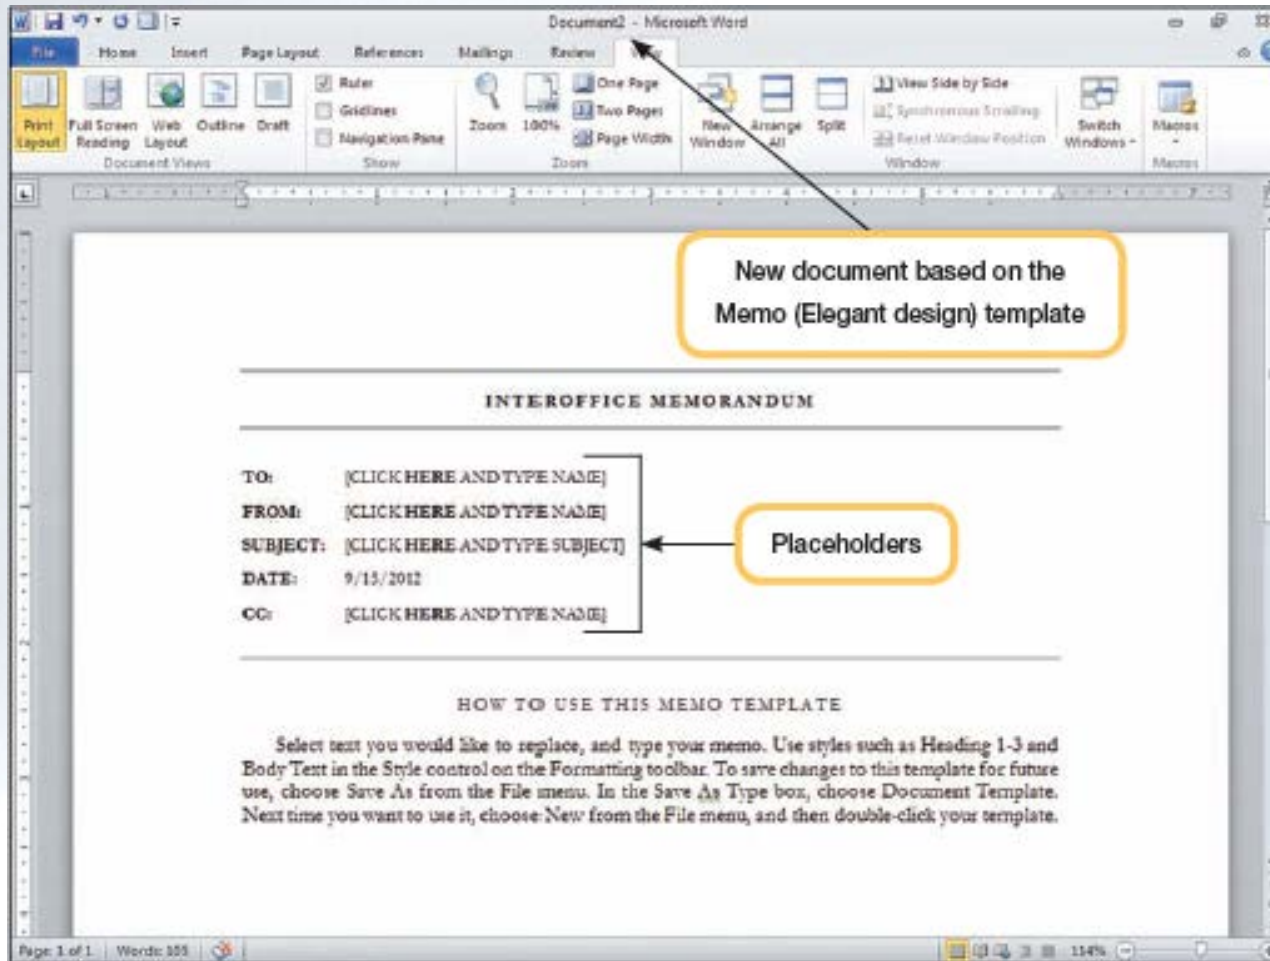 Document2 - Microsoft Word
File Home Insert Page Layout References Mailings Review View
Print Layout
Full Screen Reading
Web Layout
Outline
Draft
Document Views
Ruler
Gridlines
Navigation Pane
Show
Zoom
100%
One Page
Two Pages
Page Width
Zoom
New Window
Arrange All
Split
View Side by Side
Synchronous Scrolling
Reset Window Position
Window
Switch Windows
Macros
Macros
New document based on the
Memo (Elegant design) template
INTEROFFICE MEMORANDUM
TO: [CLICK HERE AND TYPE NAME]
FROM: [CLICK HERE AND TYPE NAME]
SUBJECT: [CLICK HERE AND TYPE SUBJECT]
Placeholders
DATE: 9/15/2012
CC: [CLICK HERE AND TYPE NAME]
HOW TO USE THIS MEMO TEMPLATE
Select text you would like to replace, and type your memo. Use styles such as Heading 1-3 and
Body Text in the Style control on the Formatting toolbar. To save changes to this template for future
use, choose Save As from the File menu. In the Save As Type box, choose Document Template.
Next time you want to use it, choose New from the File menu, and then double-click your template.
Page: 1 of 1 Words: 105 114%